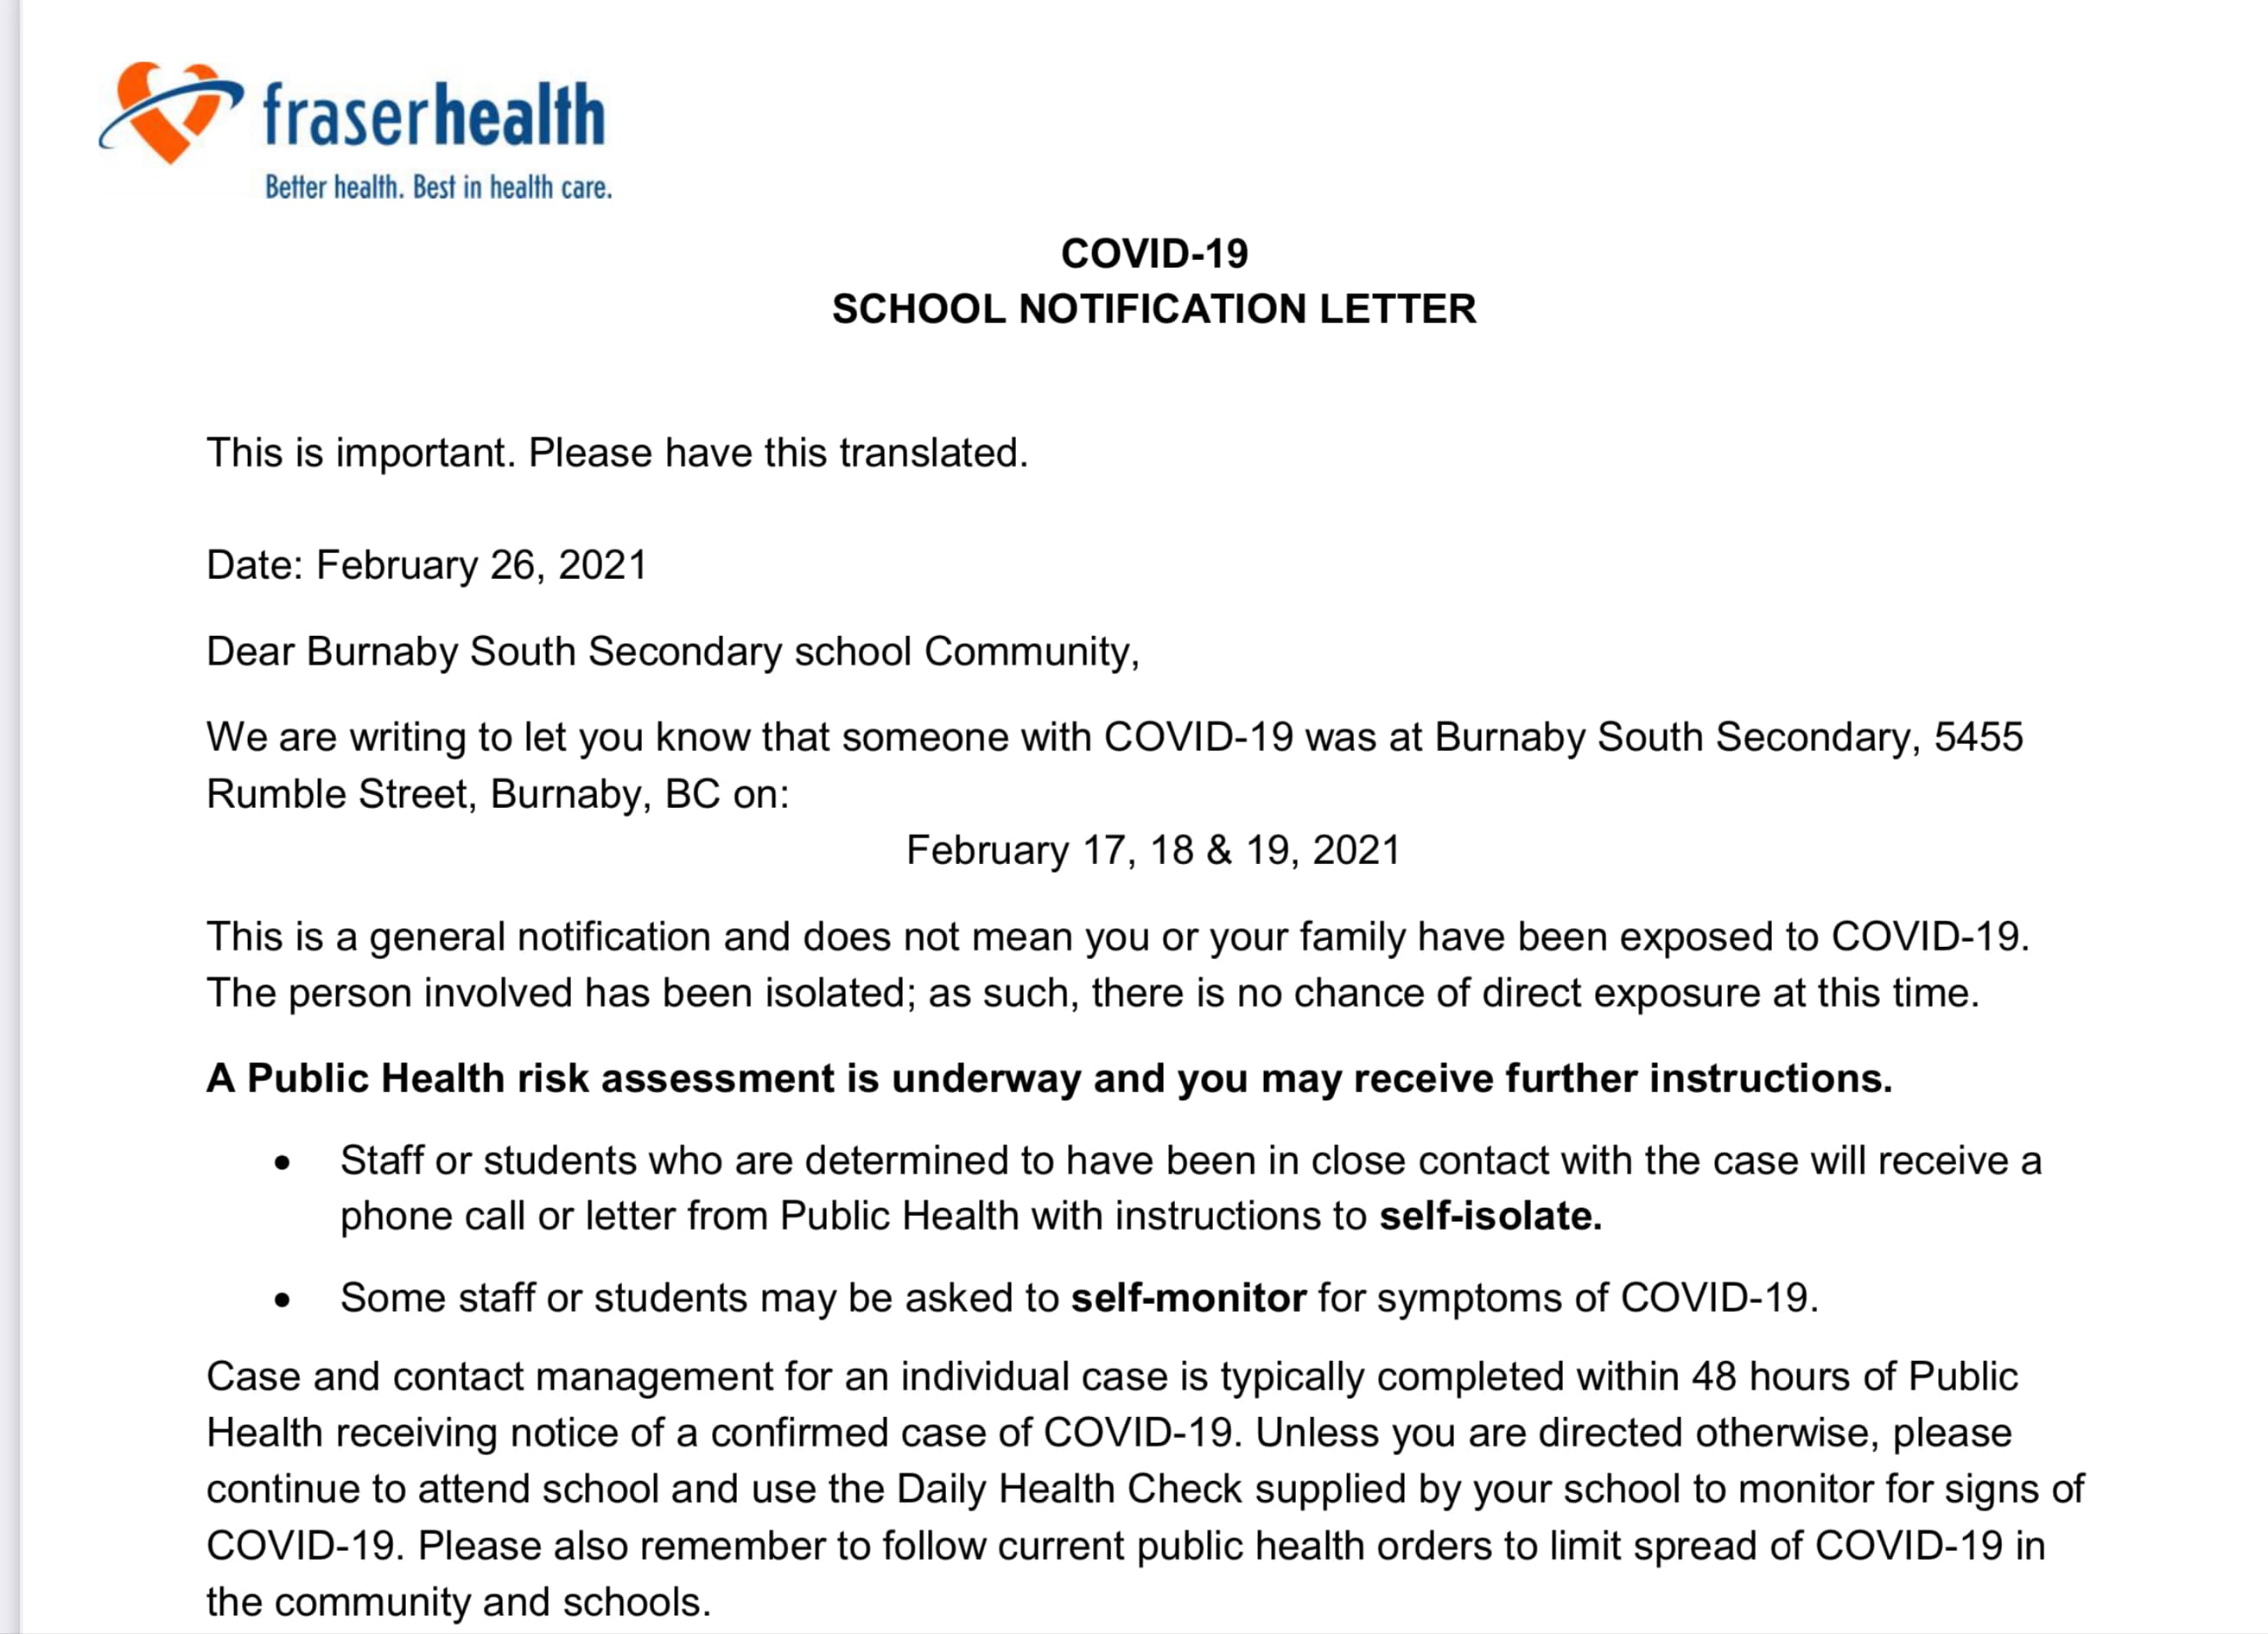 fraserhealth
Better health. Best in health care.
COVID-19
SCHOOL NOTIFICATION LETTER
This is important. Please have this translated.
Date: February 26, 2021
Dear Burnaby South Secondary school Community,
We are writing to let you know that someone with COVID-19 was at Burnaby South Secondary, 5455
Rumble Street, Burnaby, BC on:
February 17, 18 & 19, 2021
This is a general notification and does not mean you or your family have been exposed to COVID-19.
The person involved has been isolated; as such, there is no chance of direct exposure at this time.
A Public Health risk assessment is underway and you may receive further instructions.
• Staff or students who are determined to have been in close contact with the case will receive a
phone call or letter from Public Health with instructions to self-isolate.
• Some staff or students may be asked to self-monitor for symptoms of COVID-19.
Case and contact management for an individual case is typically completed within 48 hours of Public
Health receiving notice of a confirmed case of COVID-19. Unless you are directed otherwise, please
continue to attend school and use the Daily Health Check supplied by your school to monitor for signs of
COVID-19. Please also remember to follow current public health orders to limit spread of COVID-19 in
the community and schools.